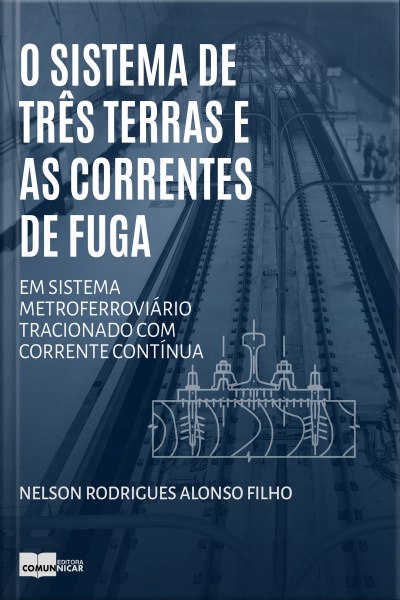 O SISTEMA DE
TRÊS TERRAS E
AS CORRENTES
DE FUGA
EM SISTEMA
METROFERROVIÁRIO
TRACIONADO COM
CORRENTE CONTÍNUA
NELSON RODRIGUES ALONSO FILHO
EDITORA
COMUNNICAR